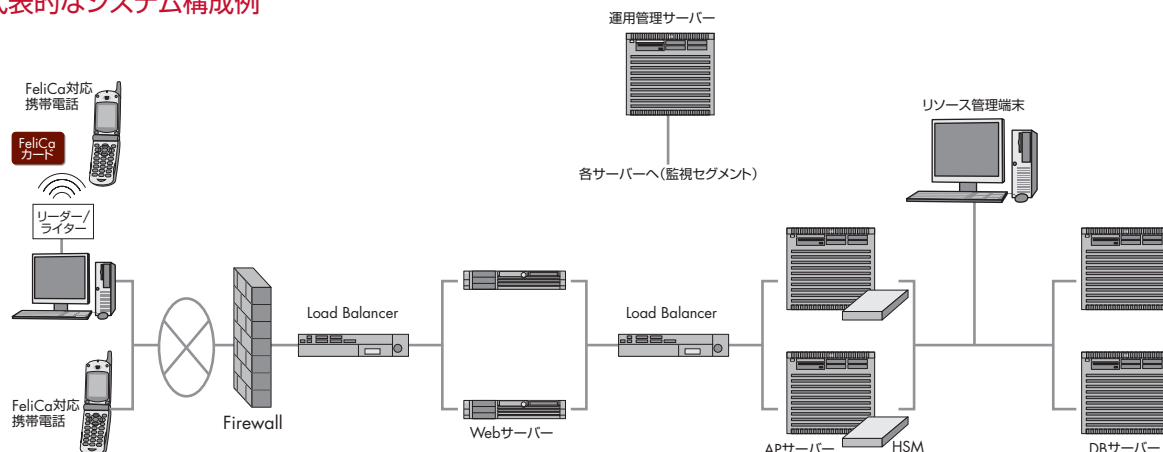 代表的なシステム構成例
運用管理サーバー
FeliCa対応
携帯電話
FeliCa
カード
リーダー/
ライター
各サーバーへ(監視セグメント)
リソース管理端末
Load Balancer
Load Balancer
FeliCa対応
携帯電話
Firewall
Webサーバー
APサーバー
HSM
DBサーバー